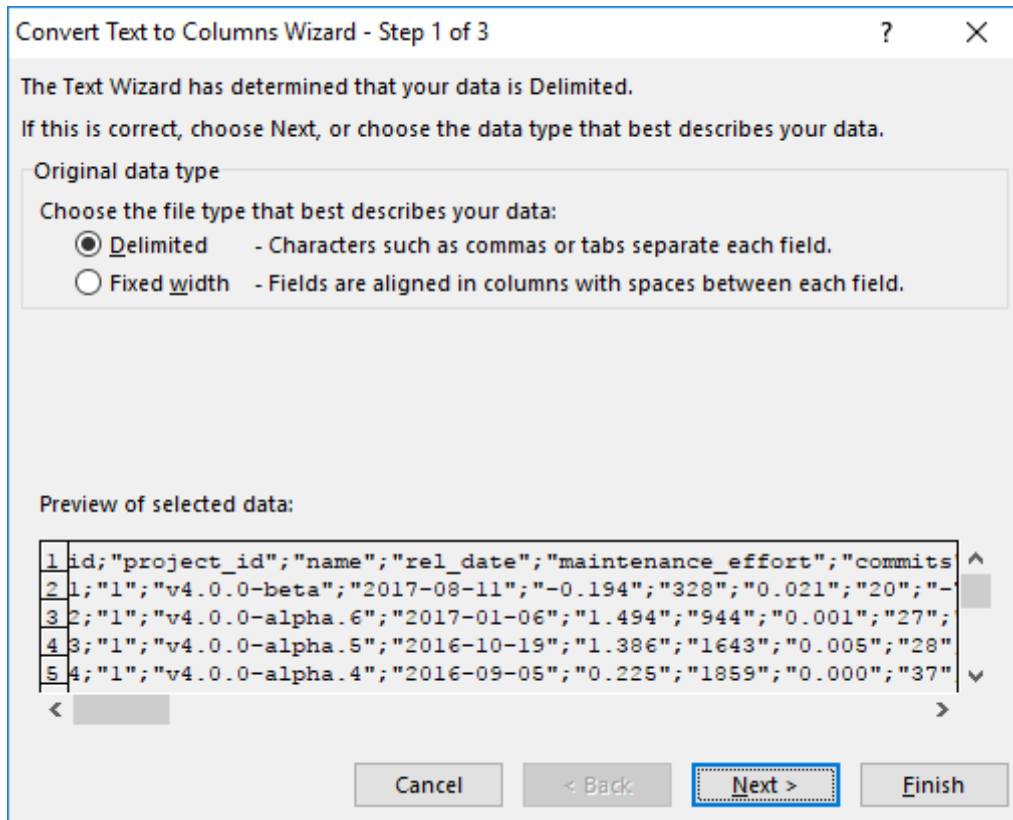 Convert Text to Columns Wizard - Step 1 of 3 ?
The Text Wizard has determined that your data is Delimited.
If this is correct, choose Next, or choose the data type that best describes your data.
Original data type
Choose the file type that best describes your data:
Delimited - Characters such as commas or tabs separate each field.
Fixed width - Fields are aligned in columns with spaces between each field.
Preview of selected data:
1 id;"project_id";"name";"rel_date";"maintenance_effort";"commits"
2 1;"1";"v4.0.0-beta";"2017-08-11";"-0.194";"328";"0.021";"20";"-
3 2;"1";"v4.0.0-alpha.6";"2017-01-06";"1.494";"944";"0.001";"27";
4 3;"1";"v4.0.0-alpha.5";"2016-10-19";"1.386";"1643";"0.005";"28"
5 4;"1";"v4.0.0-alpha.4";"2016-09-05";"0.225";"1859";"0.000";"37"
Cancel < Back Next > Finish